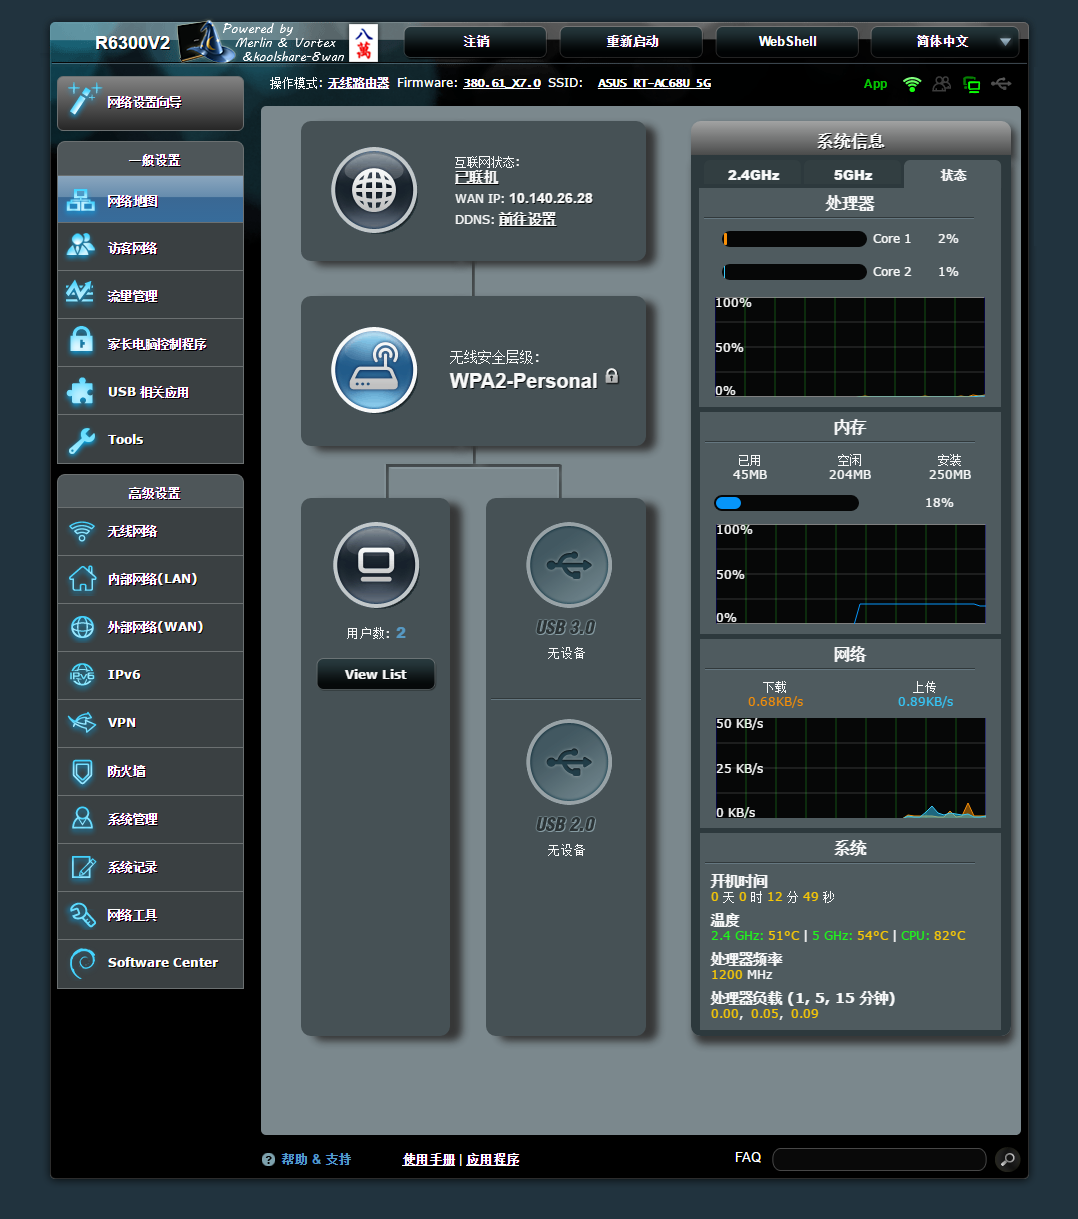 R6300V2
Powered by
Merlin & Vortex
&koolshare-Swan
八萬
注销
重新启动
WebShell
简体中文
操作模式: 无线路由器 Firmware: 380.61_X7.0 SSID: ASUS_RT-AC68U_5G
App
网络设置向导
一般设置
网络地图
访客网络
流量管理
家长电脑控制程序
USB 相关应用
Tools
高级设置
无线网络
内部网络(LAN)
外部网络(WAN)
IPv6
IPv6
VPN
防火墙
系统管理
系统记录
网络工具
Software Center
互联网状态:
已联机
WAN IP: 10.140.26.28
DDNS: 前往设置
无线安全层级:
WPA2-Personal
用户数: 2
View List
USB 3.0
无设备
USB 2.0
无设备
系统信息
2.4GHz 5GHz 状态
处理器
Core 1 2%
Core 2 1%
100%
50%
0%
内存
已用 空闲 安装
45MB 204MB 250MB
18%
100%
50%
0%
网络
下载 上传
0.68KB/s 0.89KB/s
50 KB/s
25 KB/s
0 KB/s
系统
开机时间
0 天 0 时 12 分 49 秒
温度
2.4 GHz: 51°C | 5 GHz: 54°C | CPU: 82°C
处理器频率
1200 MHz
处理器负载 (1, 5, 15 分钟)
0.00, 0.05, 0.09
? 帮助 & 支持 使用手册 | 应用程序 FAQ